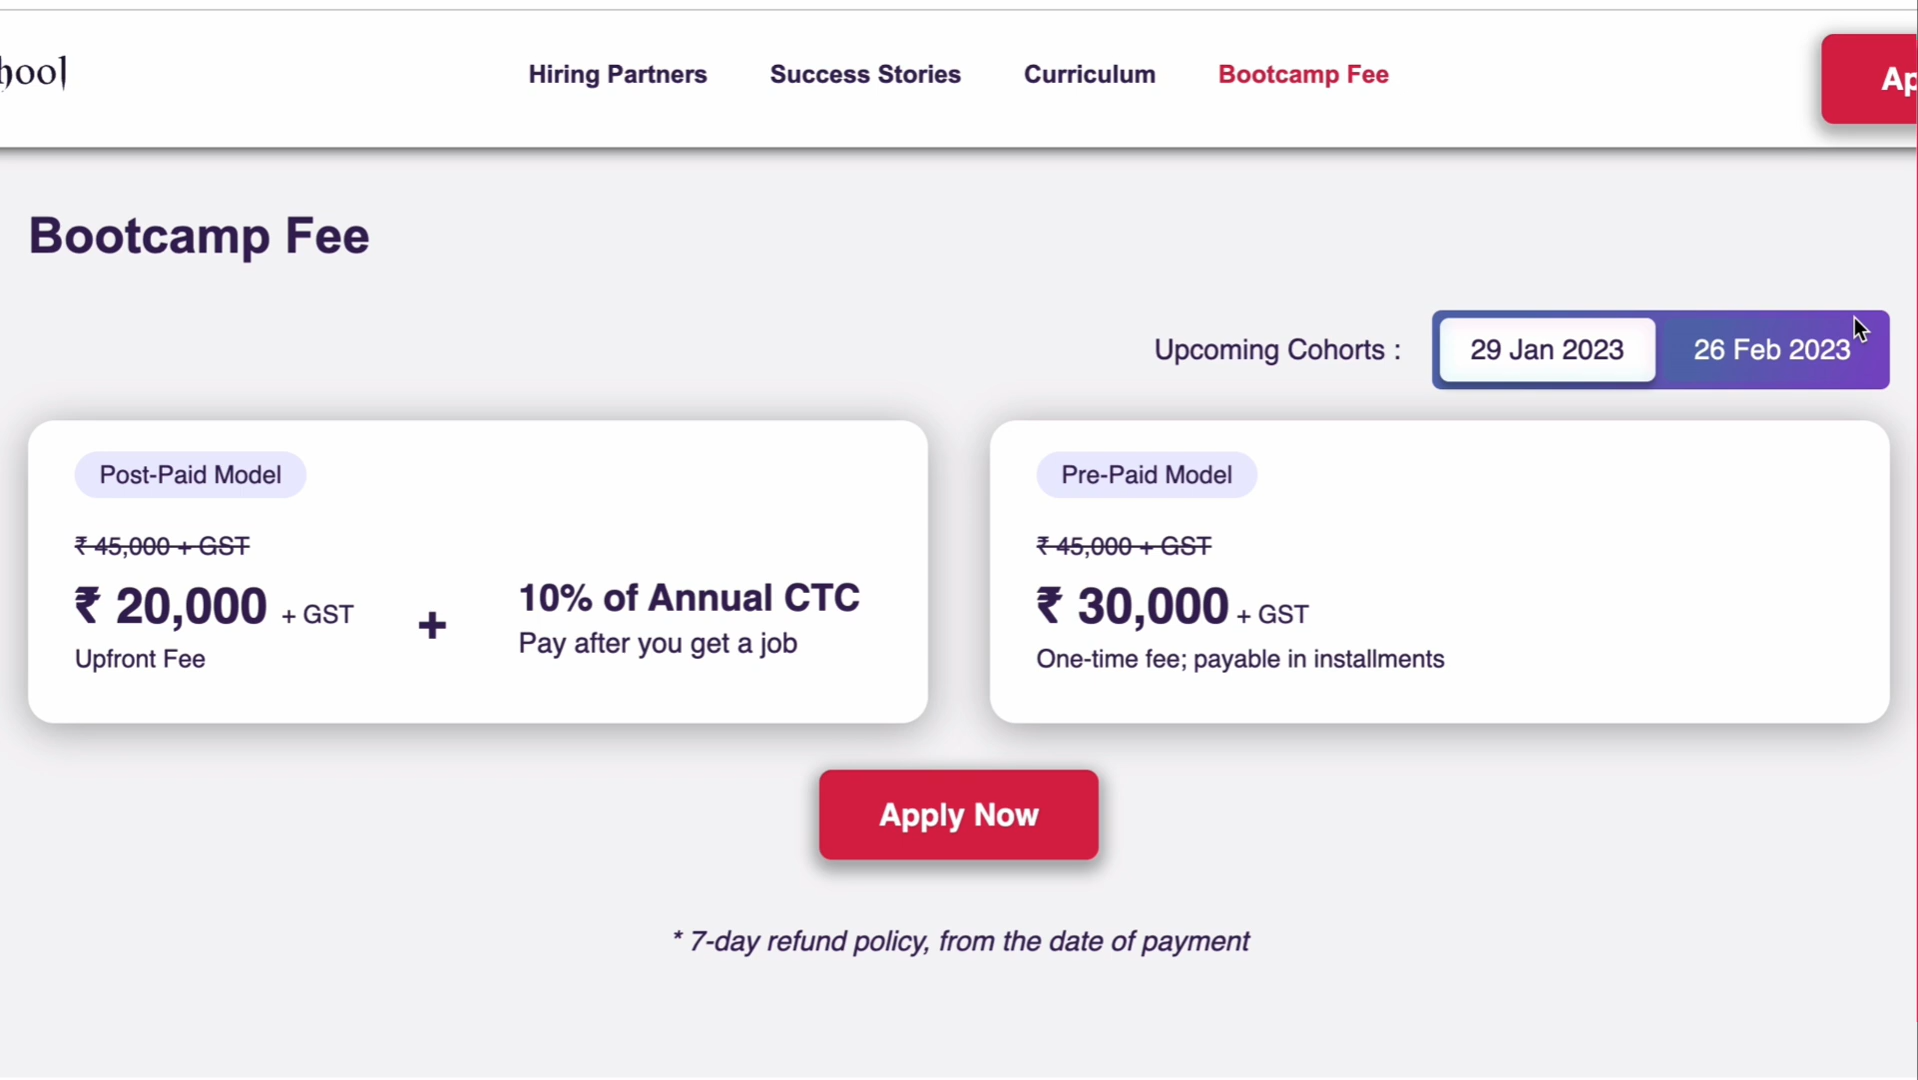 hool
Hiring Partners
Success Stories
Curriculum
Bootcamp Fee
Ap
Bootcamp Fee
Upcoming Cohorts :
29 Jan 2023
26 Feb 2023
Post-Paid Model
₹ 45,000 + GST
₹ 20,000 + GST
Upfront Fee
+
10% of Annual CTC
Pay after you get a job
Pre-Paid Model
₹ 45,000 + GST
₹ 30,000 + GST
One-time fee; payable in installments
Apply Now
* 7-day refund policy, from the date of payment